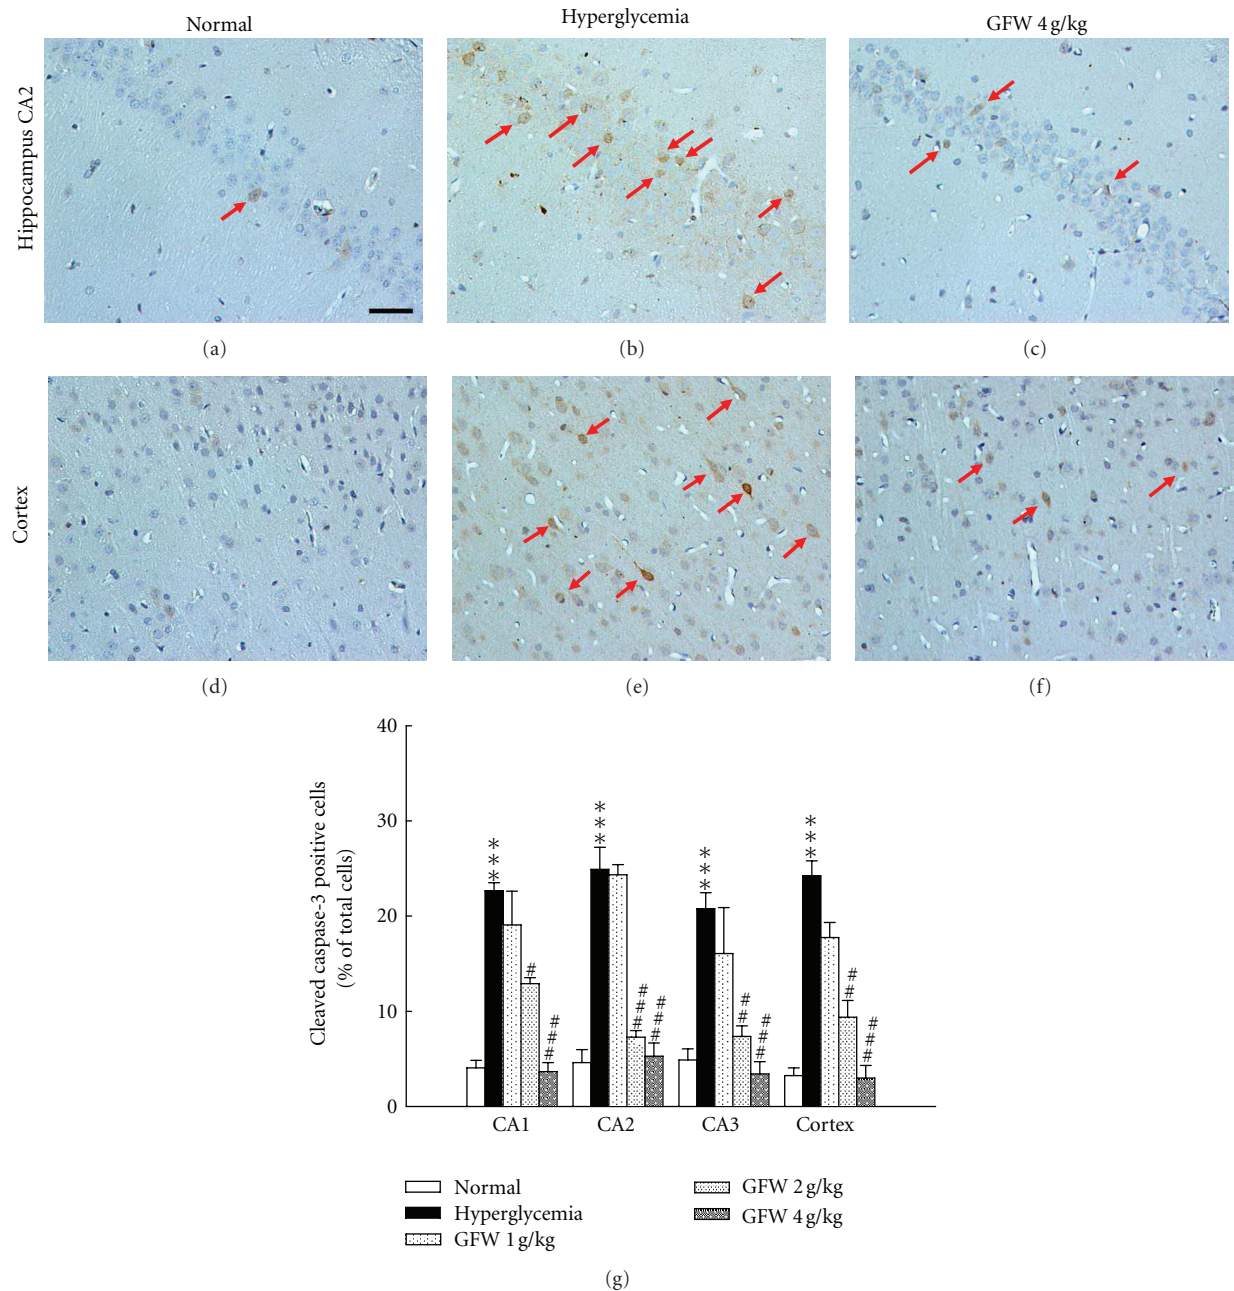 Normal
Hyperglycemia
GFW 4 g/kg
Hippocampus CA2
(a)
(b)
(c)
Cortex
(d)
(e)
(f)
Cleaved caspase-3 positive cells
(% of total cells)
40
30
20
10
0
***
#
###
***
###
###
***
##
###
***
##
###
CA1
CA2
CA3
Cortex
Normal
Hyperglycemia
GFW 1 g/kg
GFW 2 g/kg
GFW 4 g/kg
(g)